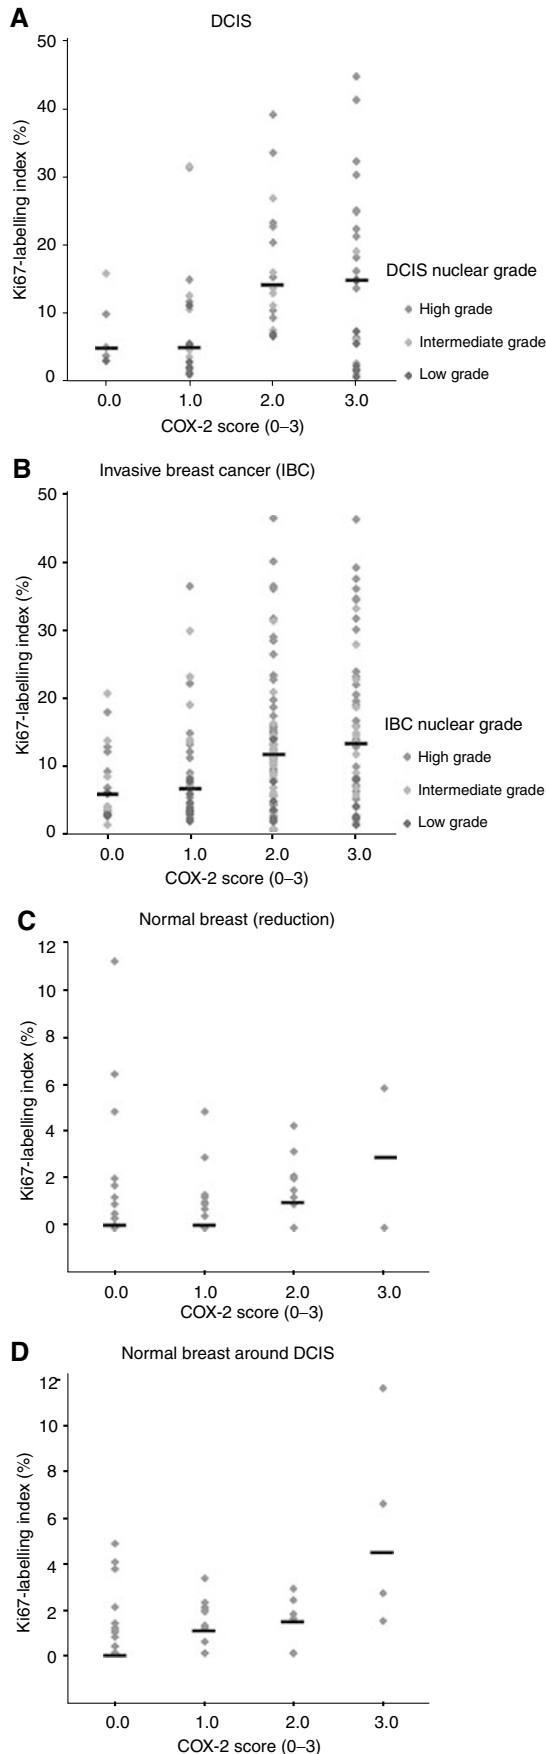 A
DCIS
Ki67-labelling index (%)
50
40
30
20
10
0
0.0 1.0 2.0 3.0
COX-2 score (0–3)
DCIS nuclear grade
High grade
Intermediate grade
Low grade
B
Invasive breast cancer (IBC)
Ki67-labelling index (%)
50
40
30
20
10
0
0.0 1.0 2.0 3.0
COX-2 score (0–3)
IBC nuclear grade
High grade
Intermediate grade
Low grade
C
Normal breast (reduction)
Ki67-labelling index (%)
12
10
8
6
4
2
0
0.0 1.0 2.0 3.0
COX-2 score (0–3)
D
Normal breast around DCIS
Ki67-labelling index (%)
12
10
8
6
4
2
0
0.0 1.0 2.0 3.0
COX-2 score (0–3)